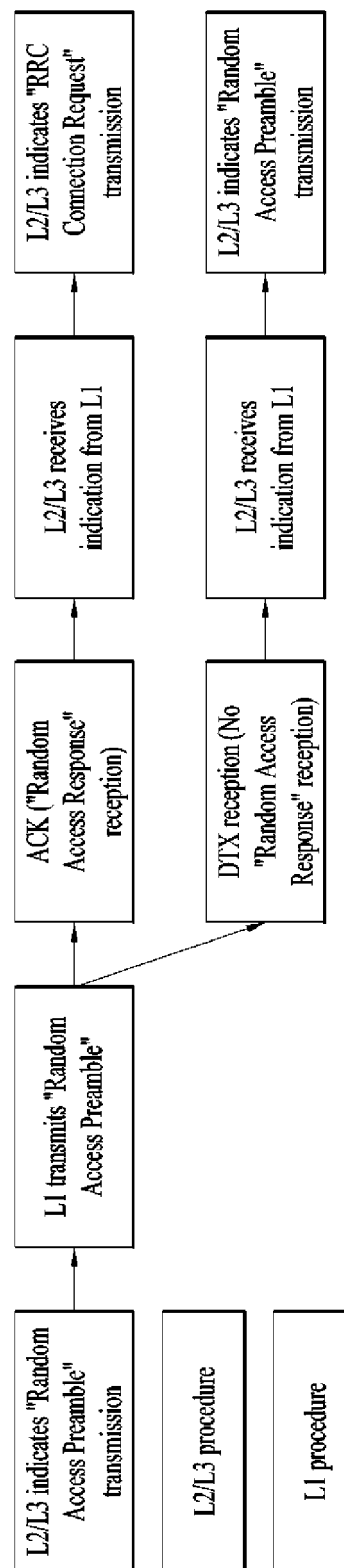 L2/L3 indicates "Random
Access Preamble"
transmission
L1 transmits "Random
Access Preamble"
ACK ("Random
Access Response"
reception)
L2/L3 receives
indication from L1
L2/L3 indicates "RRC
Connection Request"
transmission
DTX reception (No
"Random Access
Response" reception)
L2/L3 receives
indication from L1
L2/L3 indicates "Random
Access Preamble"
transmission
L2/L3 procedure
L1 procedure